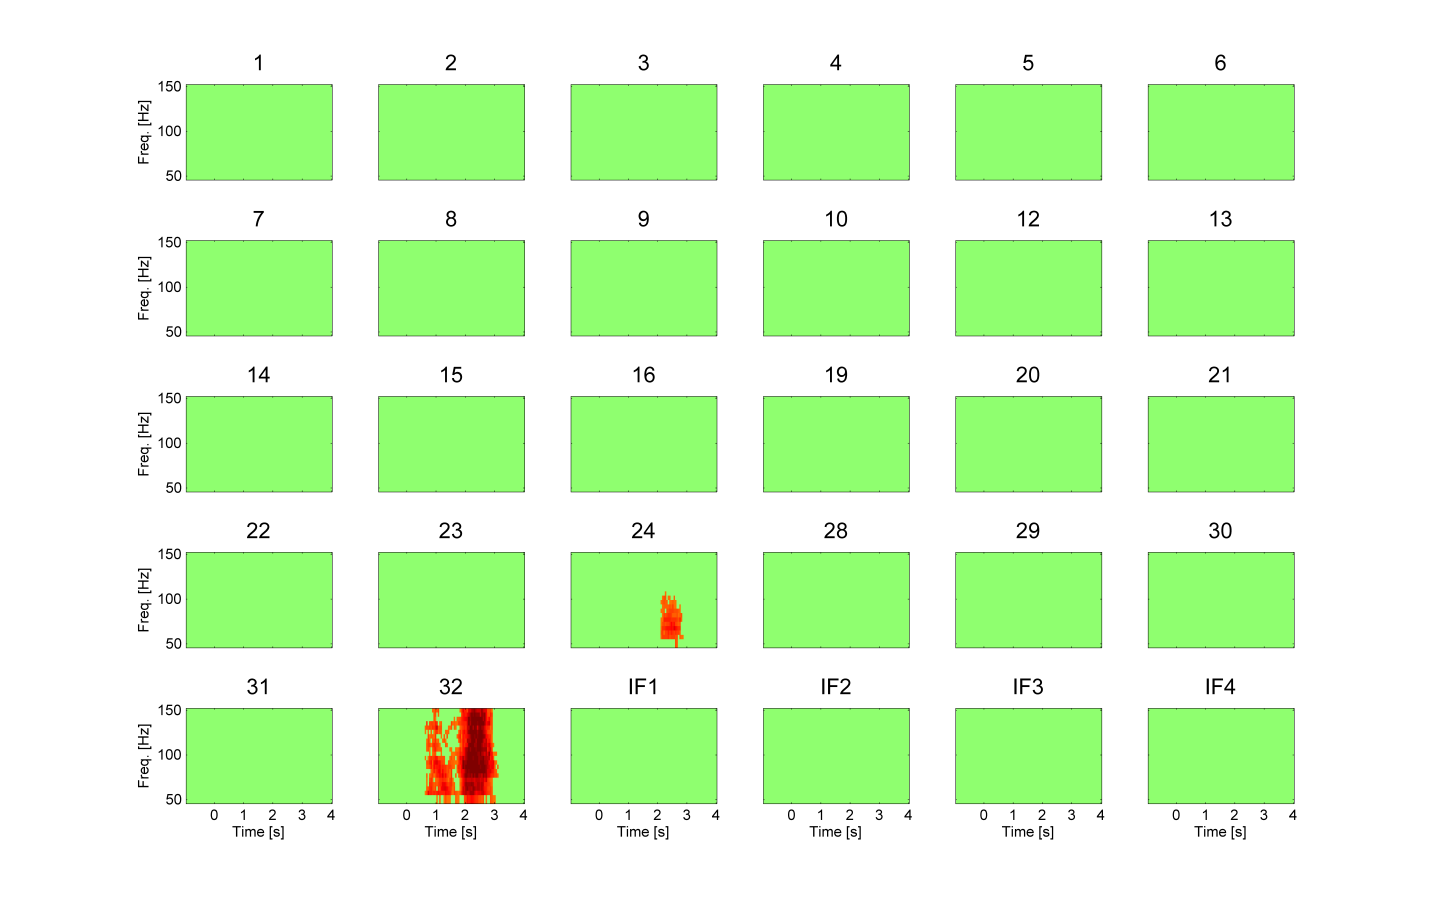 1 2 3 4 5 6
150
100
50
Freq. [Hz]
7 8 9 10 12 13
150
100
50
Freq. [Hz]
14 15 16 19 20 21
150
100
50
Freq. [Hz]
22 23 24 28 29 30
150
100
50
Freq. [Hz]
31 32 IF1 IF2 IF3 IF4
150
100
50
Freq. [Hz]
0 1 2 3 4 0 1 2 3 4 0 1 2 3 4 0 1 2 3 4 0 1 2 3 4 0 1 2 3 4
Time [s] Time [s] Time [s] Time [s] Time [s] Time [s]